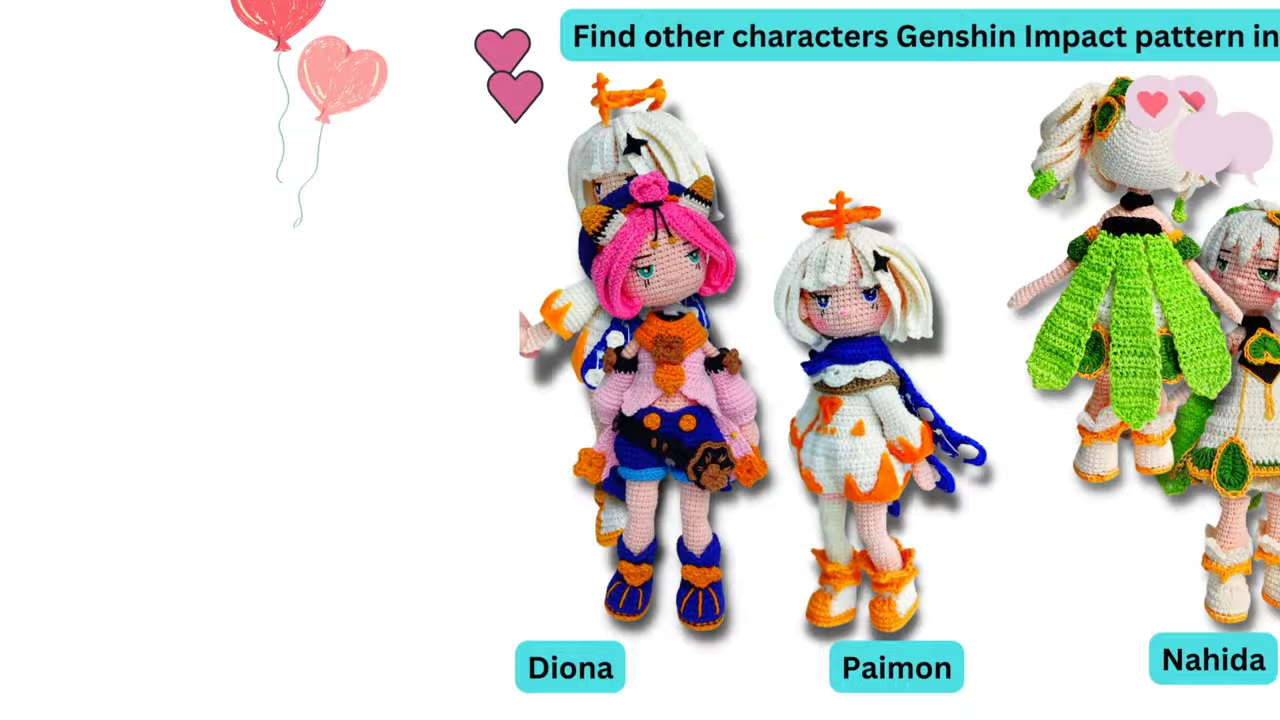 Find other characters Genshin Impact pattern in
Diona
Paimon
Nahida